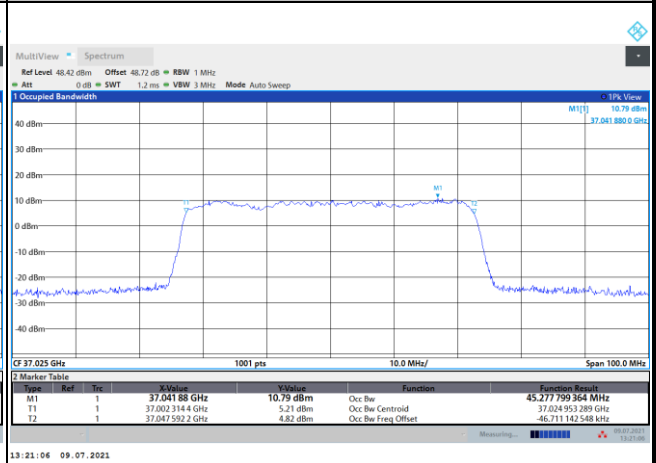 MultiView Spectrum
Ref Level 48.42 dBm Offset 48.72 dB RBW 1 MHz
Att 0 dB SWT 1.2 ms VBW 3 MHz Mode Auto Sweep
1 Occupied Bandwidth 1Pk View
M1[1] 10.79 dBm
37.041 880 0 GHz
40 dBm
30 dBm
20 dBm
M1
10 dBm
T1 T2
0 dBm
-10 dBm
-20 dBm
-30 dBm
-40 dBm
CF 37.025 GHz 1001 pts 10.0 MHz/ Span 100.0 MHz
2 Marker Table
Type Ref Trc X-Value Y-Value Function Function Result
M1 1 37.041 88 GHz 10.79 dBm Occ Bw 45.277 799 364 MHz
T1 1 37.002 314 4 GHz 5.21 dBm Occ Bw Centroid 37.024 953 289 GHz
T2 1 37.047 592 2 GHz 4.82 dBm Occ Bw Freq Offset -46.711 142 548 kHz
Measuring... 09.07.2021
13:21:06
13:21:06 09.07.2021